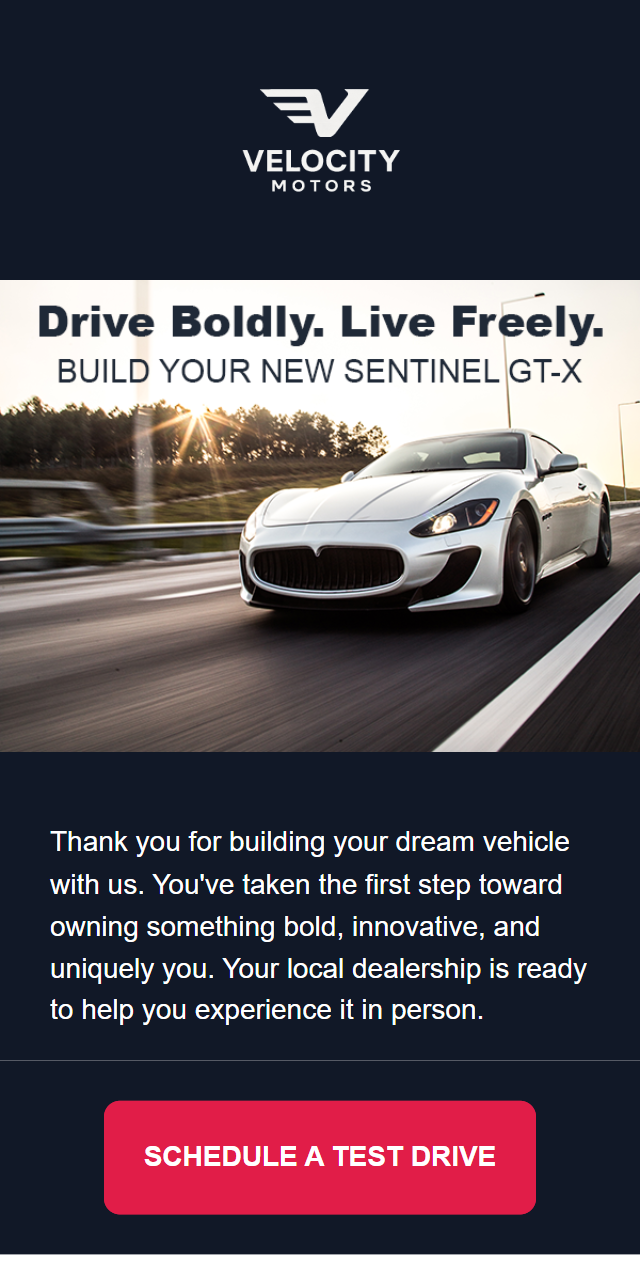 VELOCITY
MOTORS
Drive Boldly. Live Freely.
BUILD YOUR NEW SENTINEL GT-X
Thank you for building your dream vehicle
with us. You've taken the first step toward
owning something bold, innovative, and
uniquely you. Your local dealership is ready
to help you experience it in person.
SCHEDULE A TEST DRIVE